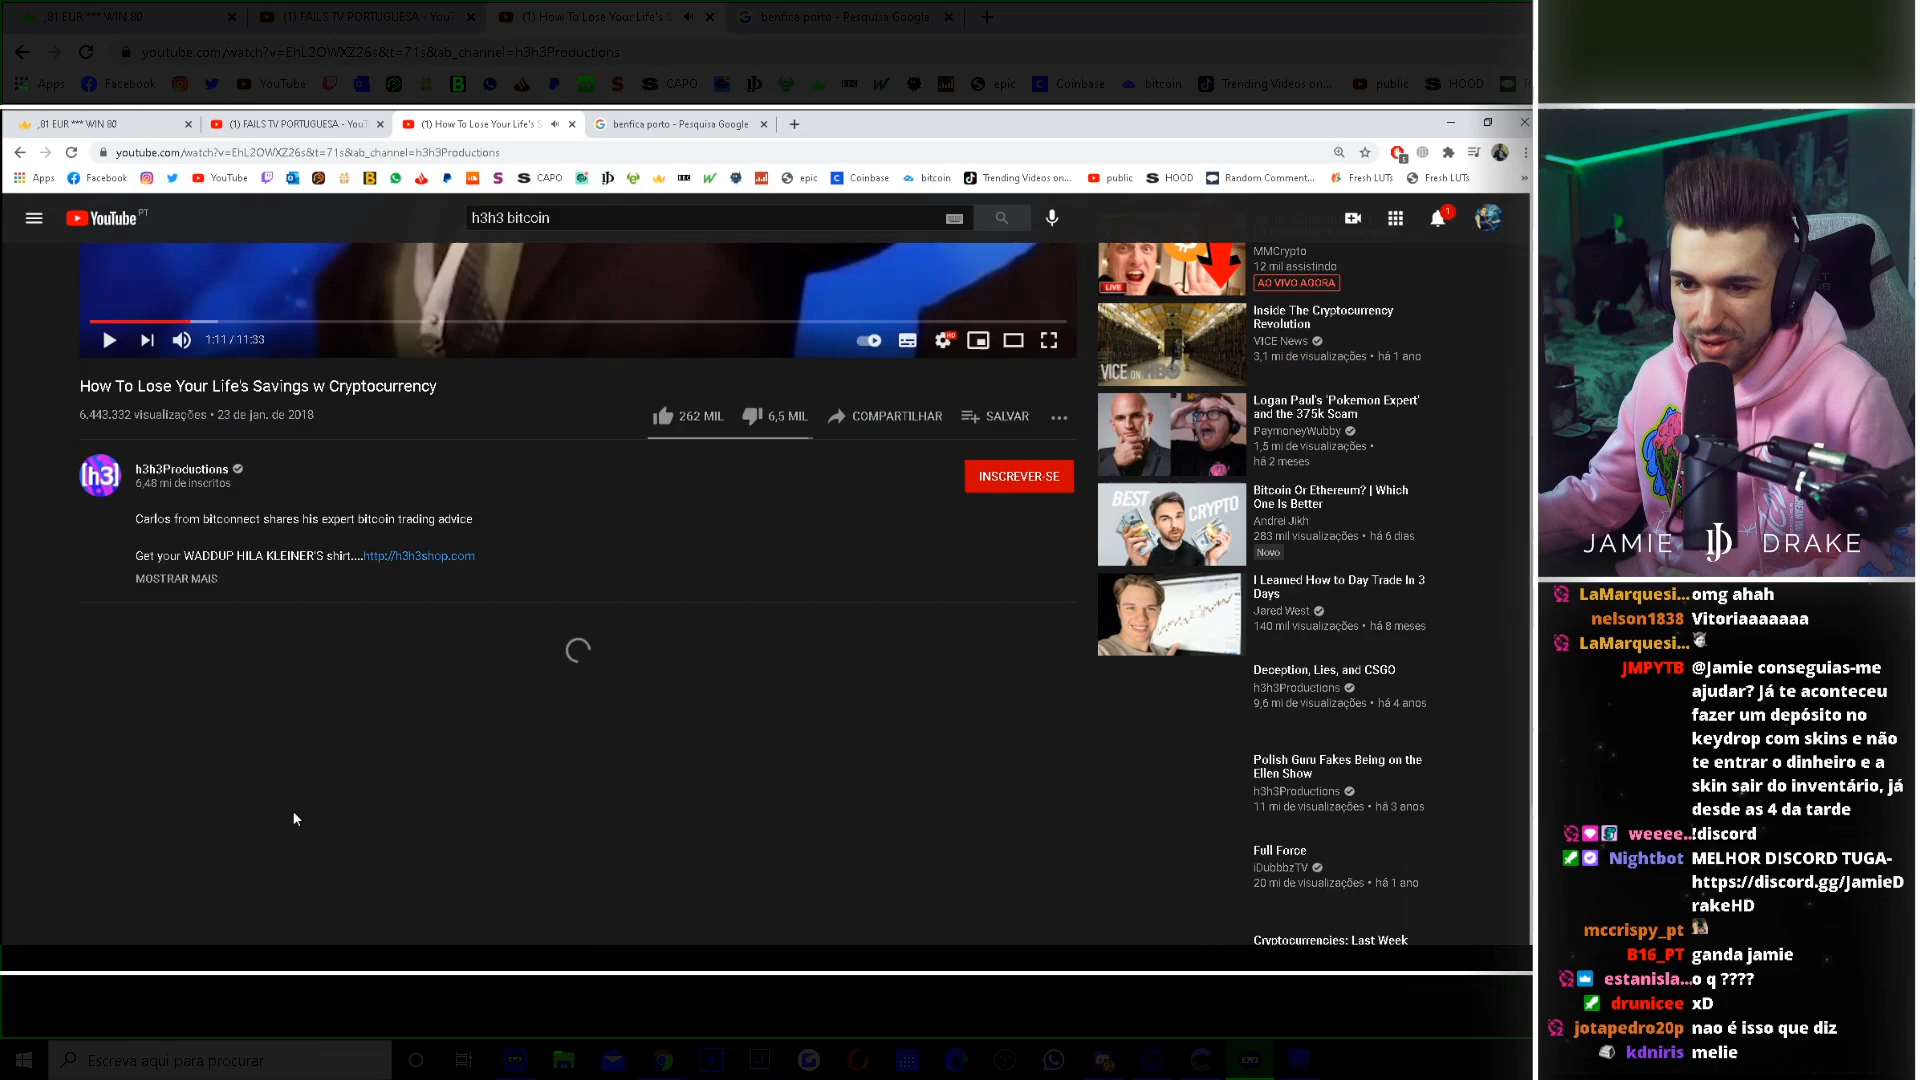 ,81 EUR *** WIN 80
(1) FAILS TV PORTUGUESA - YouT
(1) How To Lose Your Life's S
benfica porto - Pesquisa Google
youtube.com/watch?v=EhL2OWXZ26s&t=71s&ab_channel=h3h3Productions
Apps Facebook YouTube CAPO epic Coinbase bitcoin Trending Videos on... public HOOD
,81 EUR *** WIN 80
(1) FAILS TV PORTUGUESA - YouT
(1) How To Lose Your Life's S
benfica porto - Pesquisa Google
youtube.com/watch?v=EhL2OWXZ26s&t=71s&ab_channel=h3h3Productions
Apps Facebook YouTube CAPO epic Coinbase bitcoin Trending Videos on... public HOOD Random Comment... Fresh LUTs Fresh LUTs
YouTube PT
h3h3 bitcoin
1
1:11 / 11:33
HD
How To Lose Your Life's Savings w Cryptocurrency
6.443.332 visualizações • 23 de jan. de 2018
262 MIL 6,5 MIL COMPARTILHAR SALVAR
[h3]
h3h3Productions
6,48 mi de inscritos
INSCREVER-SE
Carlos from bitconnect shares his expert bitcoin trading advice
Get your WADDUP HILA KLEINER'S shirt....http://h3h3shop.com
MOSTRAR MAIS
LIVE
MMCrypto
12 mil assistindo
AO VIVO AGORA
VICE ON HBO
Inside The Cryptocurrency
Revolution
VICE News
3,1 mi de visualizações • há 1 ano
Logan Paul's 'Pokemon Expert'
and the 375k Scam
PaymoneyWubby
1,5 mi de visualizações •
há 2 meses
BEST CRYPTO
Bitcoin Or Ethereum? | Which
One Is Better
Andrei Jikh
283 mil visualizações • há 6 dias
Novo
I Learned How to Day Trade In 3
Days
Jared West
140 mil visualizações • há 8 meses
Deception, Lies, and CSGO
h3h3Productions
9,6 mi de visualizações • há 4 anos
Polish Guru Fakes Being on the
Ellen Show
h3h3Productions
11 mi de visualizações • há 3 anos
Full Force
iDubbbzTV
20 mi de visualizações • há 1 ano
Cryptocurrencies: Last Week
JAMIE JD DRAKE
LaMarquesi... omg ahah
nelson1838 Vitoriaaaaaa
LaMarquesi...
JMPYTB @Jamie conseguias-me
ajudar? Já te aconteceu
fazer um depósito no
keydrop com skins e não
te entrar o dinheiro e a
skin sair do inventário, já
desde as 4 da tarde
weeee... !discord
Nightbot MELHOR DISCORD TUGA-
https://discord.gg/JamieD
rakeHD
mccrispy_pt
B16_PT ganda jamie
estanisla... o q ????
drunicee xD
jotapedro20p nao é isso que diz
kdniris melie
Escreva aqui para procurar